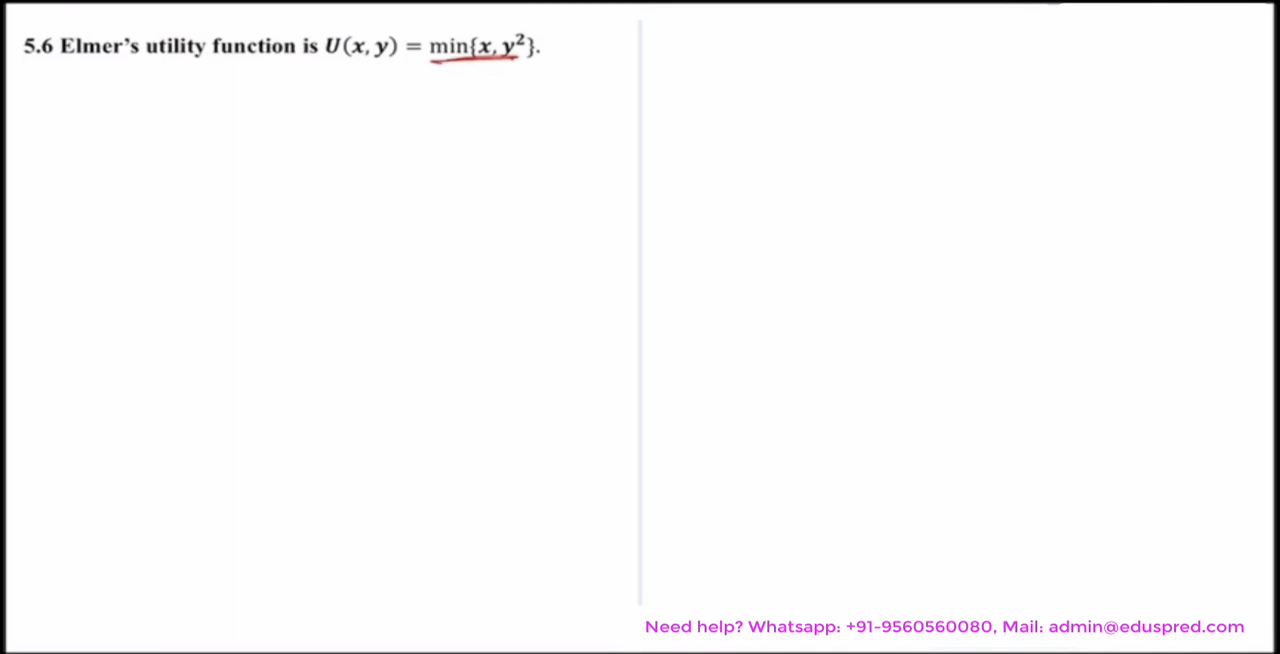 5.6 Elmer's utility function is U(x, y) = min{x, y²}.
Need help? Whatsapp: +91-9560560080, Mail: admin@eduspred.com